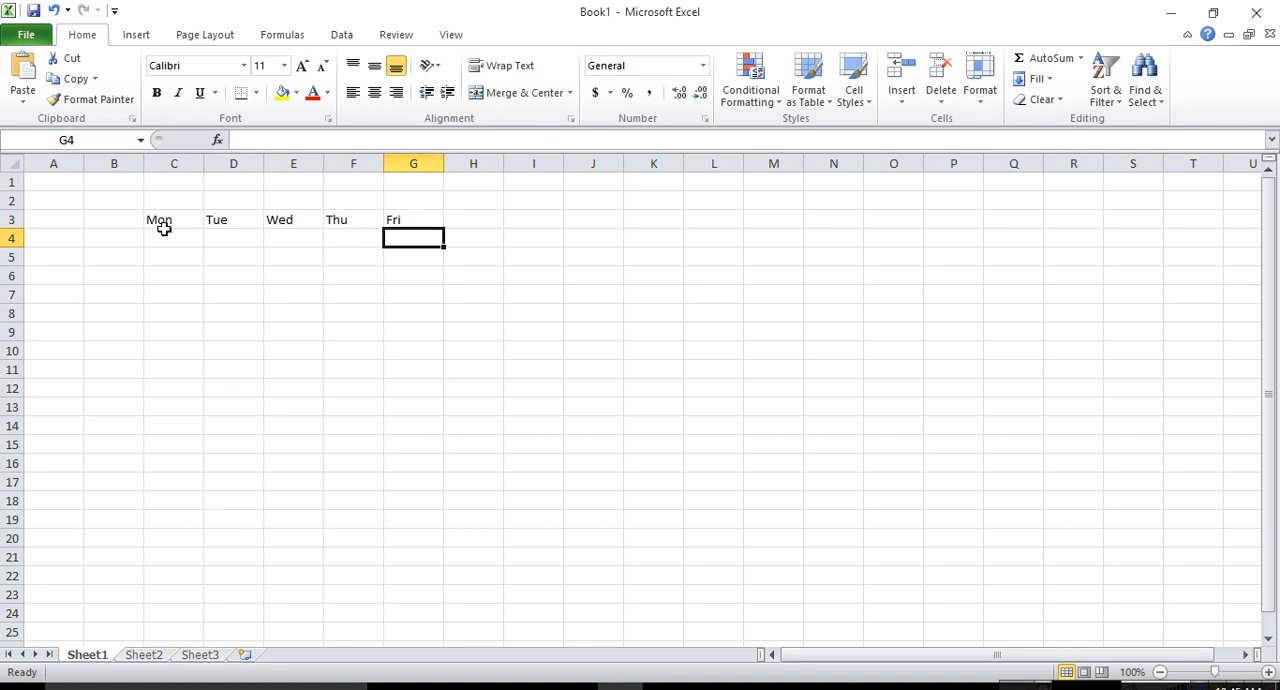 Book1 - Microsoft Excel
File Home Insert Page Layout Formulas Data Review View
Paste Cut Copy Format Painter Clipboard
Calibri 11 B I U A Font
Wrap Text Merge & Center Alignment
General $ % , Number
Conditional Formatting Format as Table Cell Styles Styles
Insert Delete Format Cells
Σ AutoSum Fill Clear Sort & Filter Find & Select Editing
G4 fx
A B C D E F G H I J K L M N O P Q R S T U
1
2
3 Mon Tue Wed Thu Fri
4
5
6
7
8
9
10
11
12
13
14
15
16
17
18
19
20
21
22
23
24
25
Sheet1 Sheet2 Sheet3
Ready 100%